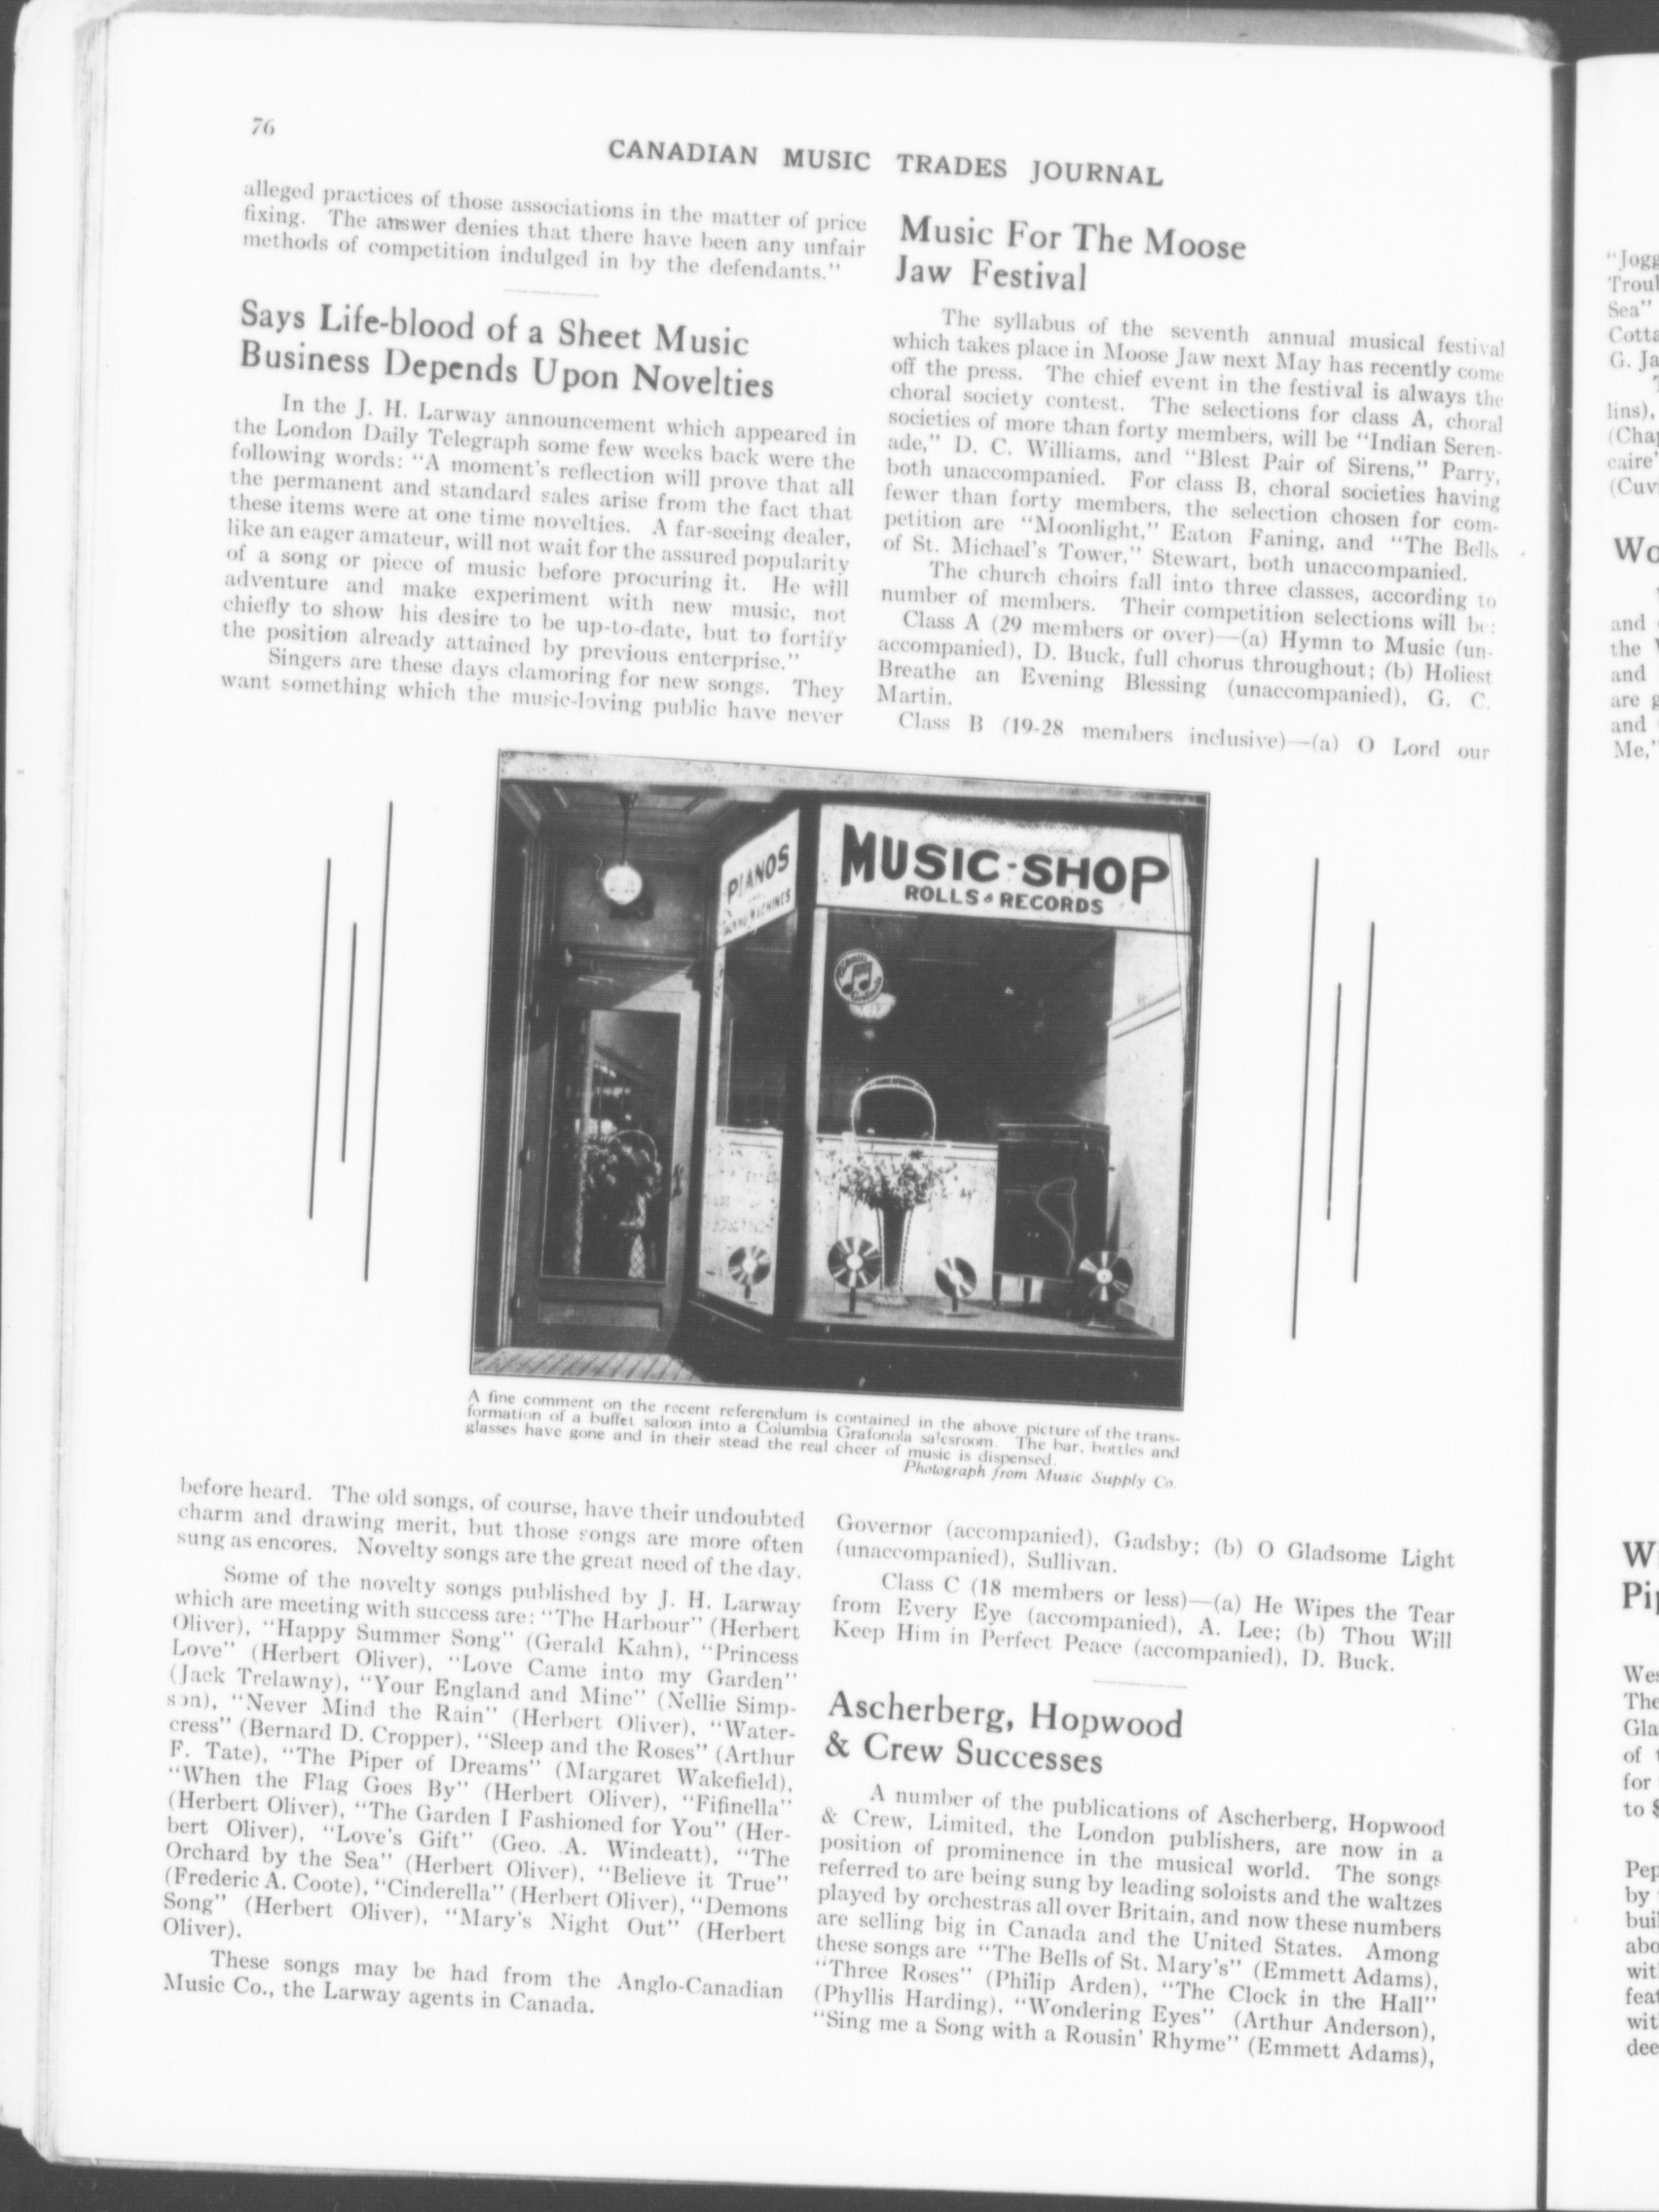 76
CANADIAN MUSIC TRADES JOURNAL
alleged practices of those associations in the matter of price
fixing. The answer denies that there have been any unfair
methods of competition indulged in by the defendants."
Says Life-blood of a Sheet Music
Business Depends Upon Novelties
In the J. H. Larway announcement which appeared in
the London Daily Telegraph some few weeks back were the
following words: "A moment's reflection will prove that all
the permanent and standard sales arise from the fact that
these items were at one time novelties. A far-seeing dealer,
like an eager amateur, will not wait for the assured popularity
of a song or piece of music before procuring it. He will
adventure and make experiment with new music, not
chiefly to show his desire to be up-to-date, but to fortify
the position already attained by previous enterprise."
Singers are these days clamoring for new songs. They
want something which the music-loving public have never
Music For The Moose
Jaw Festival
The syllabus of the seventh annual musical festival
which takes place in Moose Jaw next May has recently come
off the press. The chief event in the festival is always the
choral society contest. The selections for class A, choral
societies of more than forty members, will be "Indian Seren-
ade," D. C. Williams, and "Blest Pair of Sirens," Parry,
both unaccompanied. For class B, choral societies having
fewer than forty members, the selection chosen for com-
petition are "Moonlight," Eaton Faning, and "The Bells
of St. Michael's Tower," Stewart, both unaccompanied.
The church choirs fall into three classes, according to
number of members. Their competition selections will be:
Class A (29 members or over)—(a) Hymn to Music (un-
accompanied), D. Buck, full chorus throughout; (b) Holiest
Breathe an Evening Blessing (unaccompanied), G. C.
Martin.
Class B (19-28 members inclusive)—(a) O Lord our
PIANOS
MACHINES
MUSIC-SHOP
ROLLS & RECORDS
A fine comment on the recent referendum is contained in the above picture of the trans-
formation of a buffet saloon into a Columbia Grafonola salesroom. The bar, bottles and
glasses have gone and in their stead the real cheer of music is dispensed.
Photograph from Music Supply Co.
before heard. The old songs, of course, have their undoubted
charm and drawing merit, but those songs are more often
sung as encores. Novelty songs are the great need of the day.
Some of the novelty songs published by J. H. Larway
which are meeting with success are: "The Harbour" (Herbert
Oliver), "Happy Summer Song" (Gerald Kahn), "Princess
Love" (Herbert Oliver), "Love Came into my Garden"
(Jack Trelawny), "Your England and Mine" (Nellie Simp-
son), "Never Mind the Rain" (Herbert Oliver), "Water-
cress" (Bernard D. Cropper), "Sleep and the Roses" (Arthur
F. Tate), "The Piper of Dreams" (Margaret Wakefield),
"When the Flag Goes By" (Herbert Oliver), "Fifinella"
(Herbert Oliver), "The Garden I Fashioned for You" (Her-
bert Oliver), "Love's Gift" (Geo. A. Windeatt), "The
Orchard by the Sea" (Herbert Oliver), "Believe it True"
(Frederic A. Coote), "Cinderella" (Herbert Oliver), "Demons
Song" (Herbert Oliver), "Mary's Night Out" (Herbert
Oliver).
These songs may be had from the Anglo-Canadian
Music Co., the Larway agents in Canada.
Governor (accompanied), Gadsby; (b) O Gladsome Light
(unaccompanied), Sullivan.
Class C (18 members or less)—(a) He Wipes the Tear
from Every Eye (accompanied), A. Lee; (b) Thou Will
Keep Him in Perfect Peace (accompanied), D. Buck.
Ascherberg, Hopwood
& Crew Successes
A number of the publications of Ascherberg, Hopwood
& Crew, Limited, the London publishers, are now in a
position of prominence in the musical world. The songs
referred to are being sung by leading soloists and the waltzes
played by orchestras all over Britain, and now these numbers
are selling big in Canada and the United States. Among
these songs are "The Bells of St. Mary's" (Emmett Adams),
"Three Roses" (Philip Arden), "The Clock in the Hall"
(Phyllis Harding), "Wondering Eyes" (Arthur Anderson),
"Sing me a Song with a Rousin' Rhyme" (Emmett Adams),